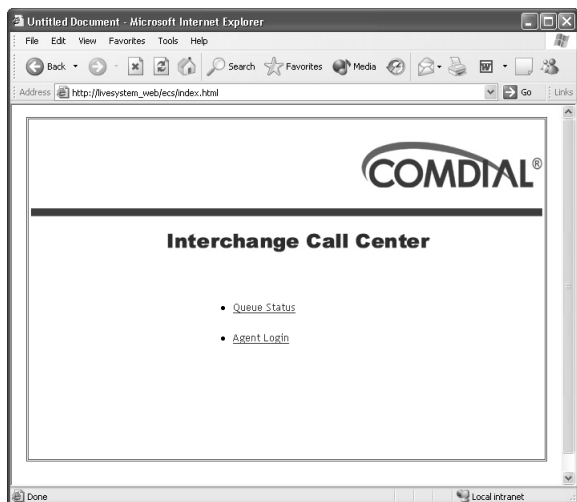 Untitled Document - Microsoft Internet Explorer
File Edit View Favorites Tools Help
Back Search Favorites Media
Address http://livesystem_web/ecs/index.html Go Links
COMDIAL®
Interchange Call Center
• Queue Status
• Agent Login
Done Local intranet